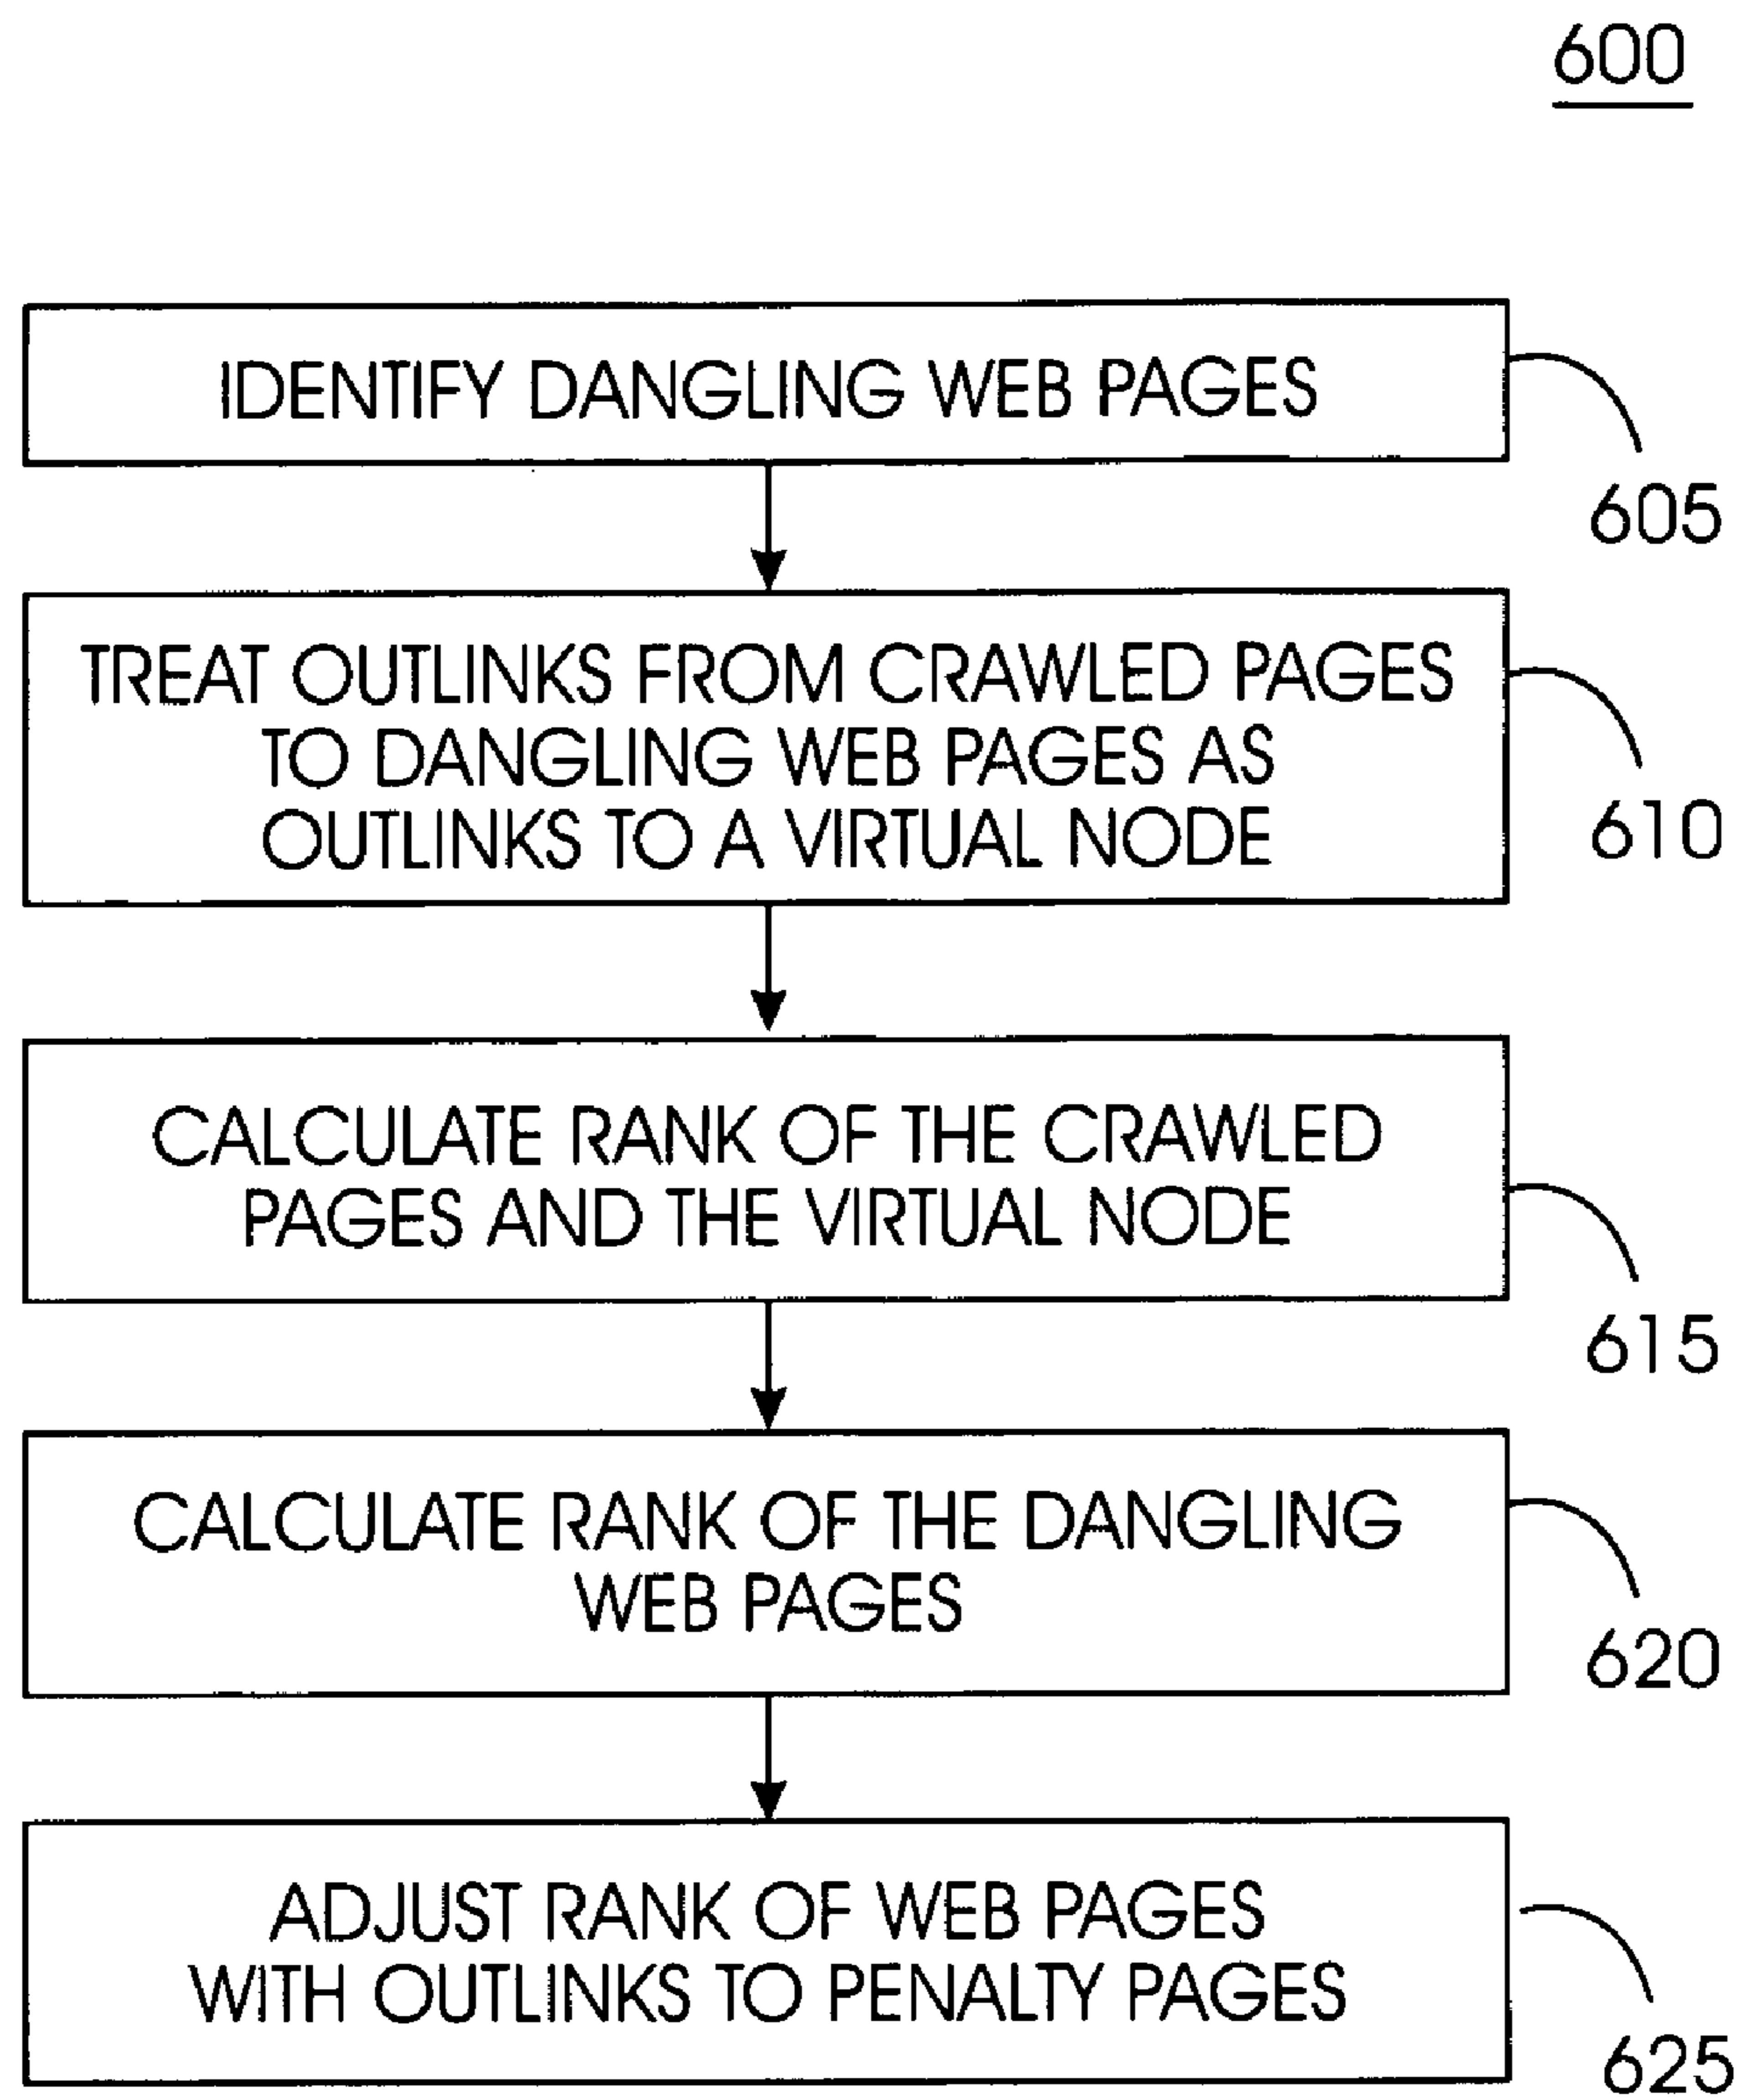 600
IDENTIFY DANGLING WEB PAGES
605
TREAT OUTLINKS FROM CRAWLED PAGES
TO DANGLING WEB PAGES AS
OUTLINKS TO A VIRTUAL NODE
610
CALCULATE RANK OF THE CRAWLED
PAGES AND THE VIRTUAL NODE
615
CALCULATE RANK OF THE DANGLING
WEB PAGES
620
ADJUST RANK OF WEB PAGES
WITH OUTLINKS TO PENALTY PAGES
625